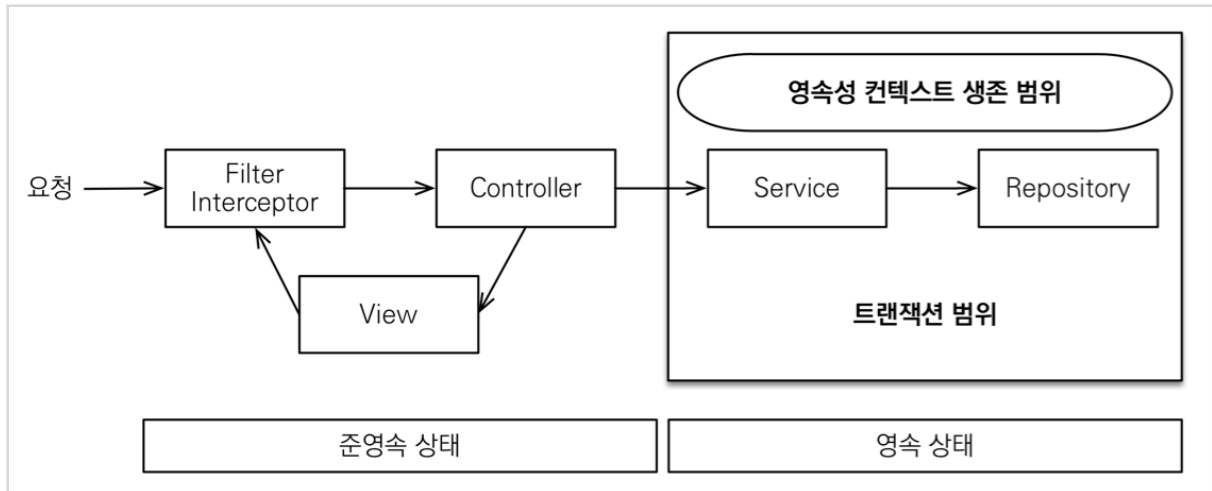 영속성 컨텍스트 생존 범위
요청
Filter
Interceptor
Controller
Service
Repository
View
트랜잭션 범위
준영속 상태
영속 상태